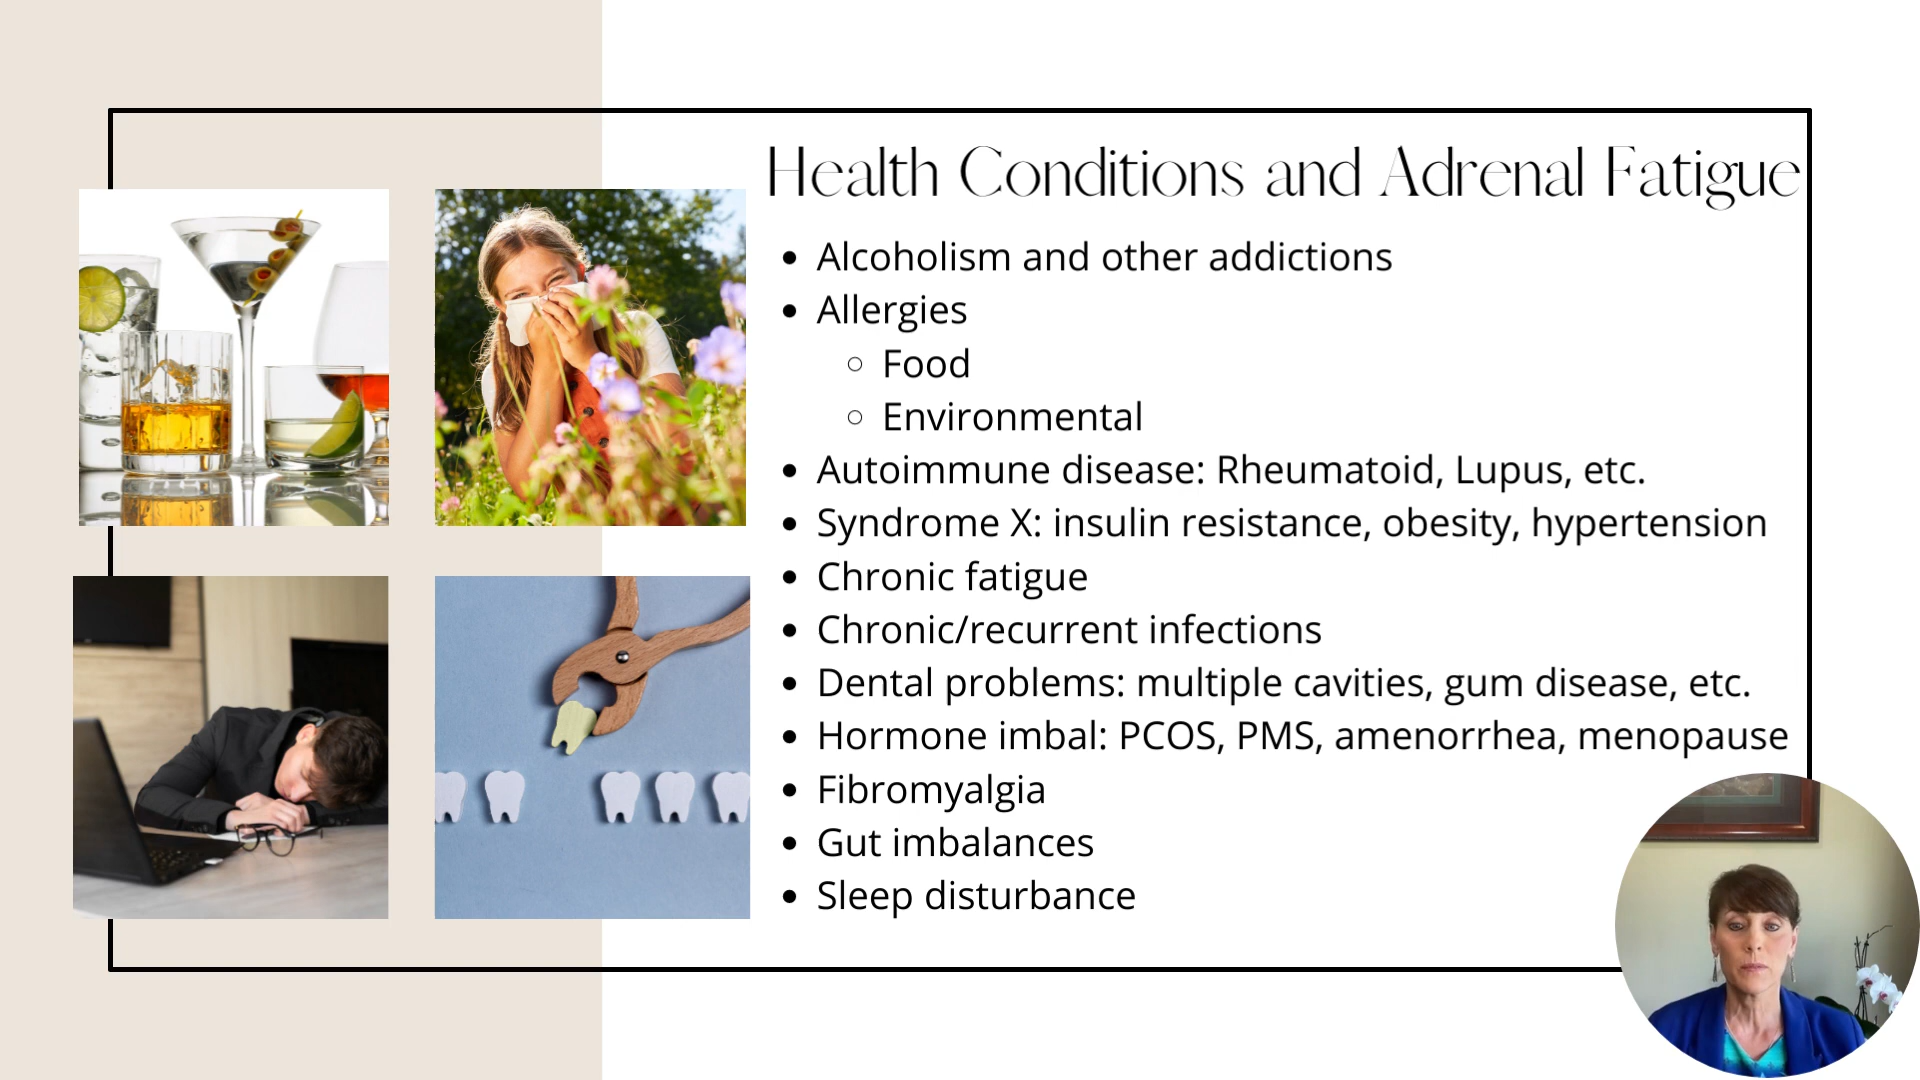 Health Conditions and Adrenal Fatigue
• Alcoholism and other addictions
• Allergies
◦ Food
◦ Environmental
• Autoimmune disease: Rheumatoid, Lupus, etc.
• Syndrome X: insulin resistance, obesity, hypertension
• Chronic fatigue
• Chronic/recurrent infections
• Dental problems: multiple cavities, gum disease, etc.
• Hormone imbal: PCOS, PMS, amenorrhea, menopause
• Fibromyalgia
• Gut imbalances
• Sleep disturbance